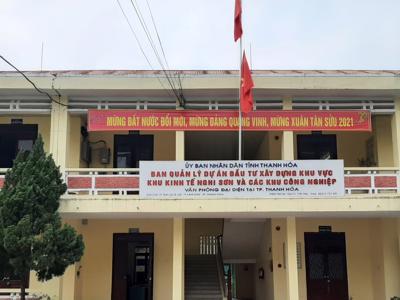 MỪNG ĐẤT NƯỚC ĐỔI MỚI, MỪNG ĐẢNG QUANG VINH, MỪNG XUÂN TÂN SỬU 2021
ỦY BAN NHÂN DÂN TỈNH THANH HÓA
BAN QUẢN LÝ DỰ ÁN ĐẦU TƯ XÂY DỰNG KHU VỰC
KHU KINH TẾ NGHI SƠN VÀ CÁC KHU CÔNG NGHIỆP
VĂN PHÒNG ĐẠI DIỆN TẠI TP. THANH HÓA